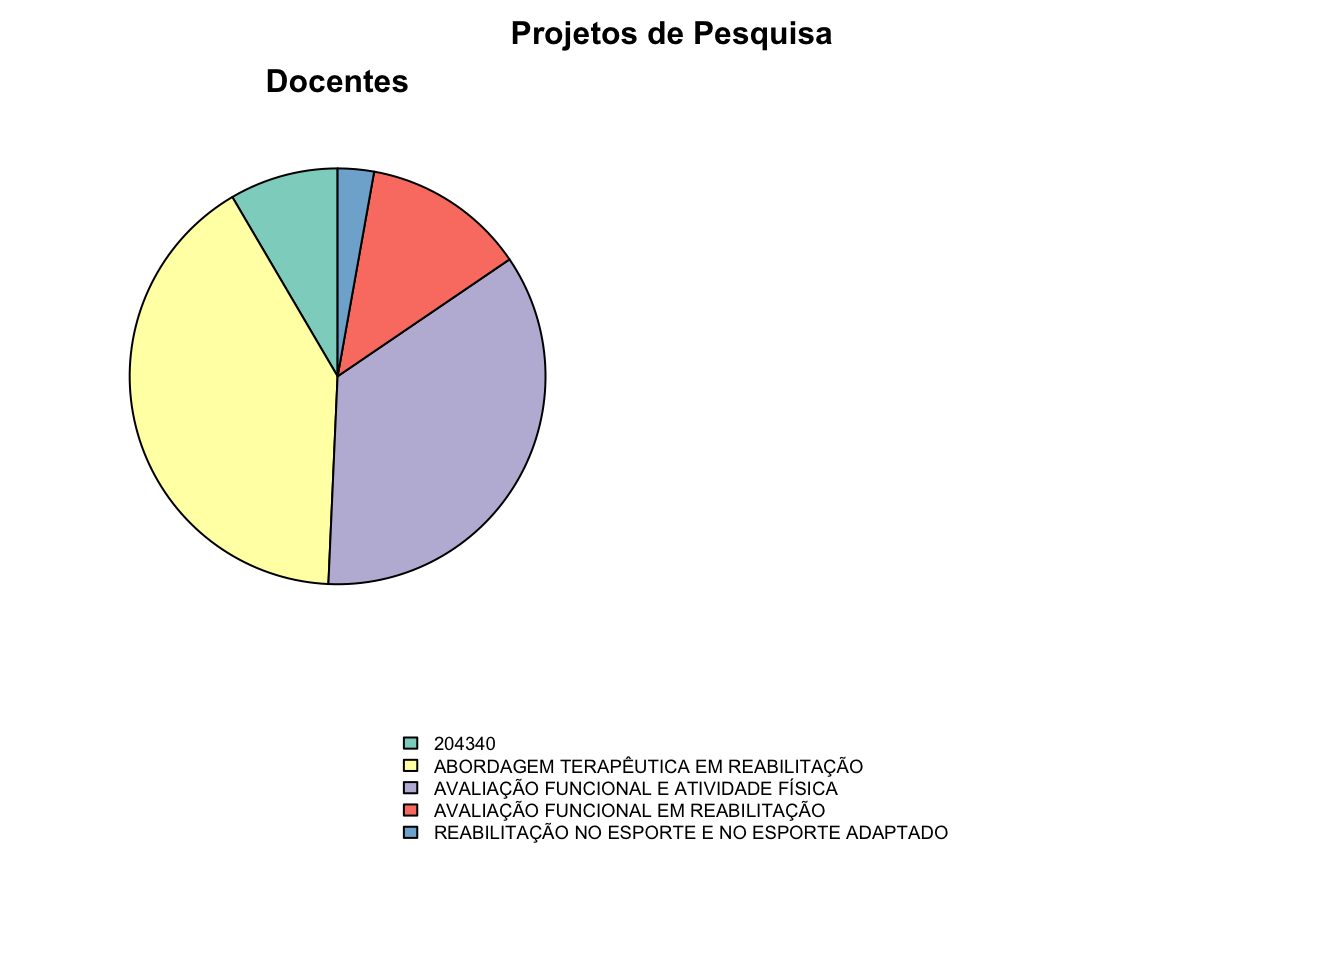 Projetos de Pesquisa
Docentes
204340
ABORDAGEM TERAPÊUTICA EM REABILITAÇÃO
AVALIAÇÃO FUNCIONAL E ATIVIDADE FÍSICA
AVALIAÇÃO FUNCIONAL EM REABILITAÇÃO
REABILITAÇÃO NO ESPORTE E NO ESPORTE ADAPTADO